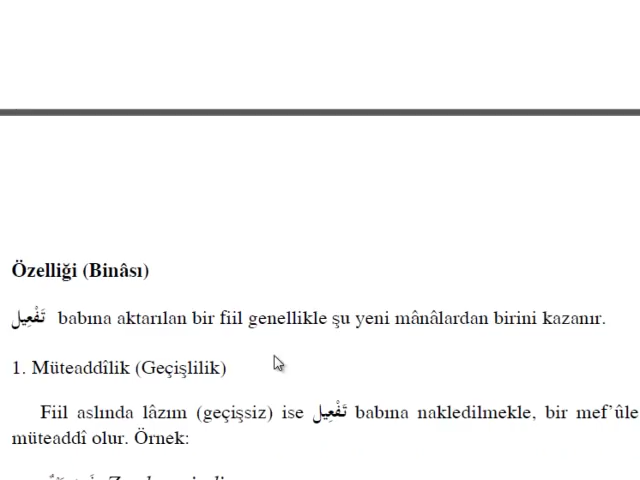 Özelliği (Binâsı)
تَفْعِيل babına aktarılan bir fiil genellikle şu yeni mânâlardan birini kazanır.
1. Müteaddîlik (Geçişlilik)
Fiil aslında lâzım (geçişsiz) ise تَفْعِيل babına nakledilmekle, bir mef’ûle
müteaddî olur. Örnek: